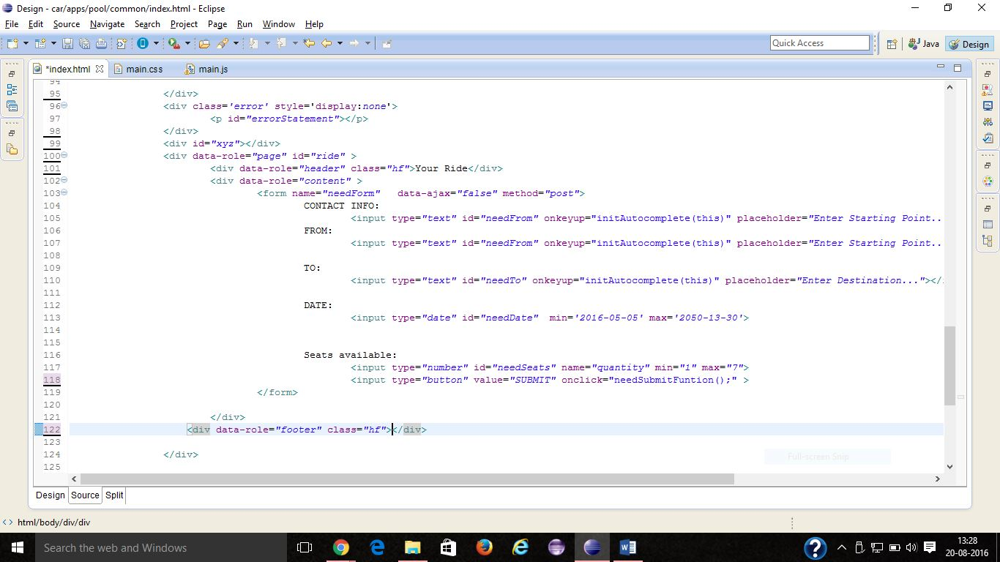 Design - car/apps/pool/common/index.html - Eclipse
File Edit Source Navigate Search Project Page Run Window Help
Quick Access
Java
Design
*index.html
main.css
main.js
94
95 </div>
96 <div class='error' style='display:none'>
97 <p id="errorStatement"></p>
98 </div>
99 <div id="xyz"></div>
100 <div data-role="page" id="ride" >
101 <div data-role="header" class="hf">Your Ride</div>
102 <div data-role="content" >
103 <form name="needForm" data-ajax="false" method="post">
104 CONTACT INFO:
105 <input type="text" id="needFrom" onkeyup="initAutocomplete(this)" placeholder="Enter Starting Point..
106 FROM:
107 <input type="text" id="needFrom" onkeyup="initAutocomplete(this)" placeholder="Enter Starting Point..
108
109 TO:
110 <input type="text" id="needTo" onkeyup="initAutocomplete(this)" placeholder="Enter Destination..."></
111
112 DATE:
113 <input type="date" id="needDate" min='2016-05-05' max='2050-13-30'>
114
115
116 Seats available:
117 <input type="number" id="needSeats" name="quantity" min="1" max="7">
118 <input type="button" value="SUBMIT" onclick="needSubmitFuntion();" >
119 </form>
120
121 </div>
122 <div data-role="footer" class="hf"></div>
123
124 </div>
125
Full-screen Snip
Design Source Split
html/body/div/div
Search the web and Windows
13:28
20-08-2016